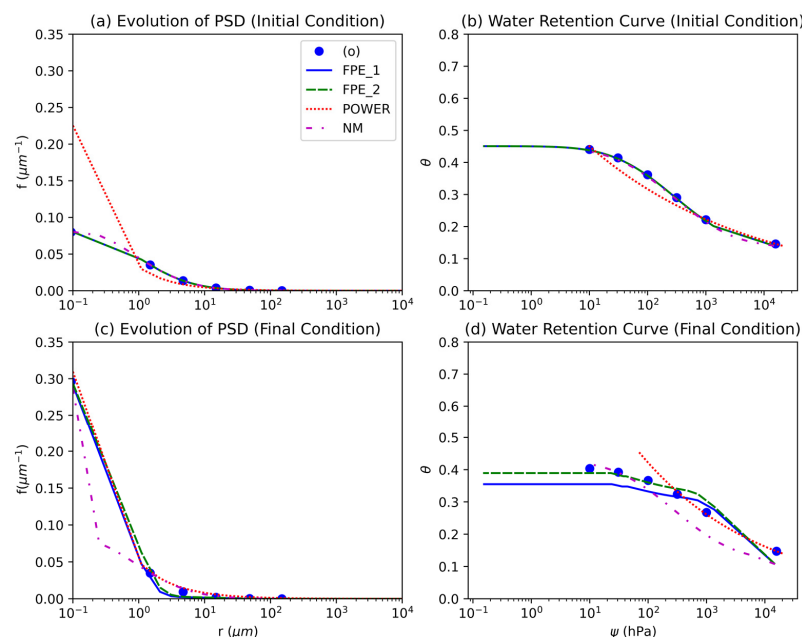 (a) Evolution of PSD (Initial Condition)
(b) Water Retention Curve (Initial Condition)
0.35
0.30
0.25
0.20
0.15
0.10
0.05
0.00
f (μm⁻¹)
10⁻¹ 10⁰ 10¹ 10² 10³ 10⁴
(o)
FPE_1
FPE_2
POWER
NM
0.8
0.7
0.6
0.5
0.4
0.3
0.2
0.1
0.0
θ
10⁻¹ 10⁰ 10¹ 10² 10³ 10⁴
(c) Evolution of PSD (Final Condition)
(d) Water Retention Curve (Final Condition)
0.35
0.30
0.25
0.20
0.15
0.10
0.05
0.00
f(μm⁻¹)
10⁻¹ 10⁰ 10¹ 10² 10³ 10⁴
r (μm)
0.8
0.7
0.6
0.5
0.4
0.3
0.2
0.1
0.0
θ
10⁻¹ 10⁰ 10¹ 10² 10³ 10⁴
ψ (hPa)